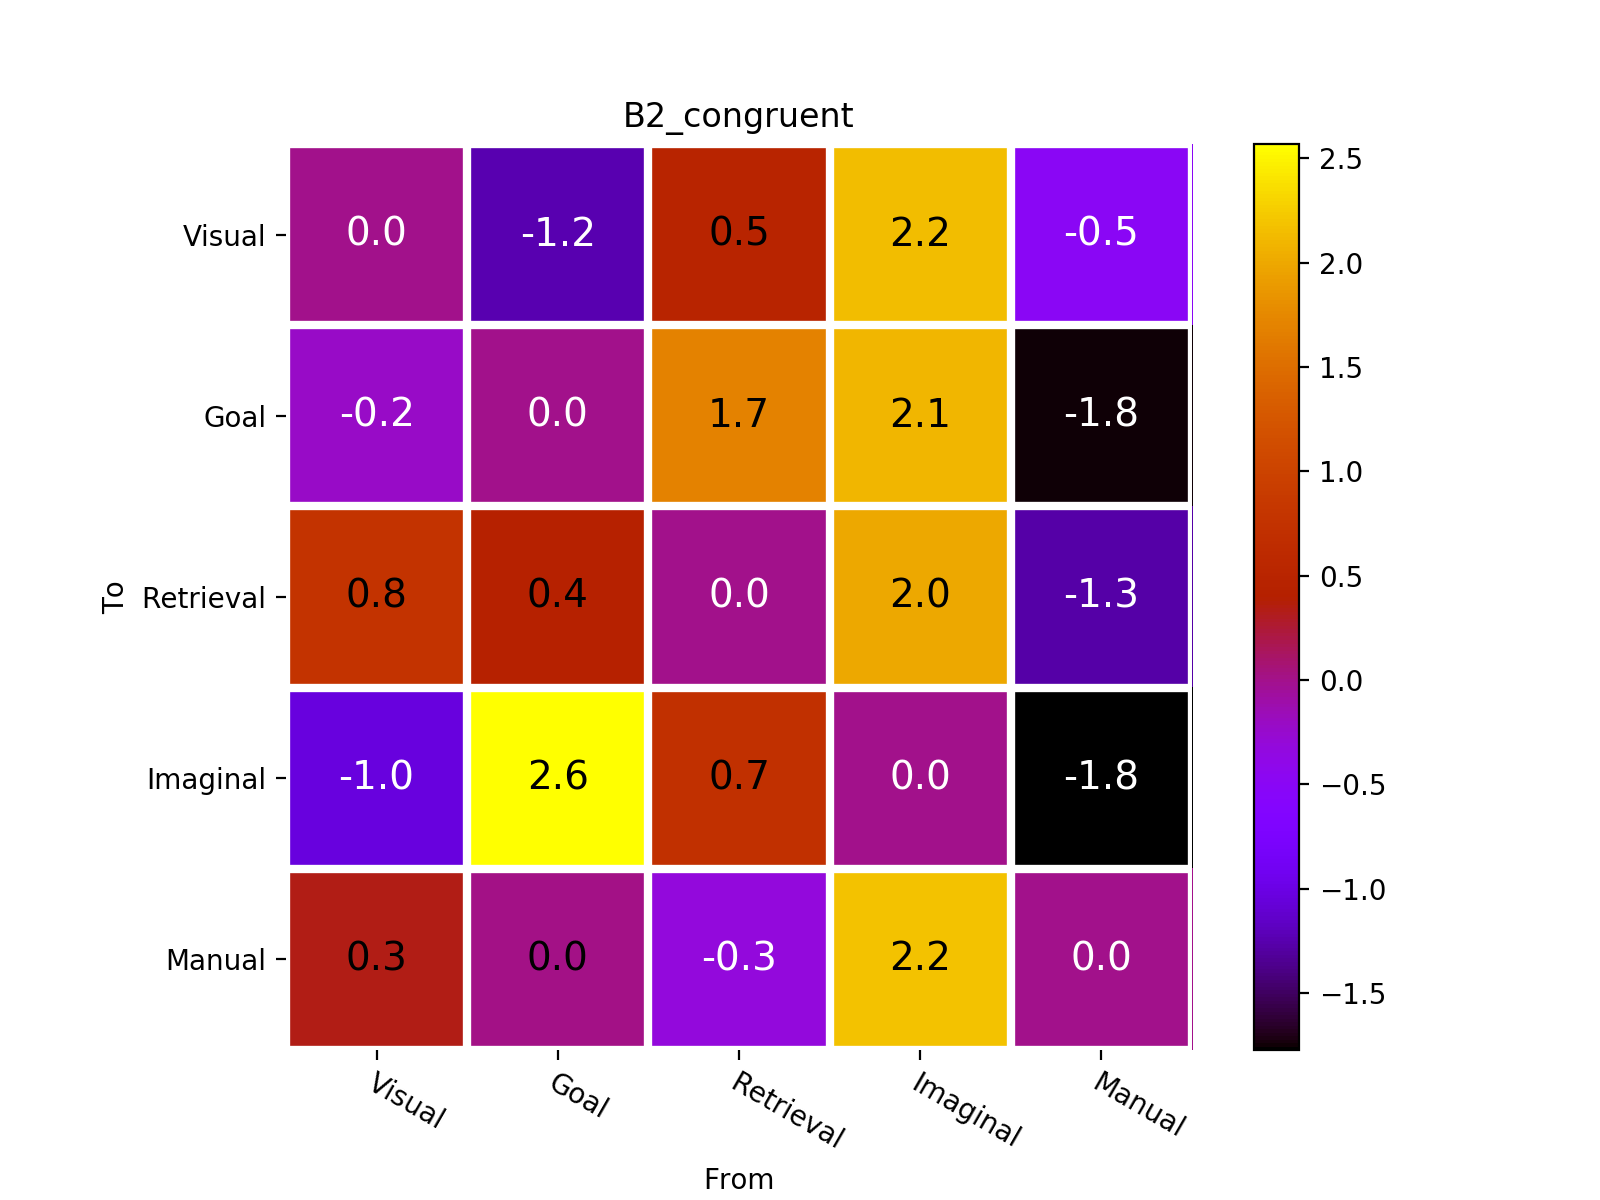 B2_congruent
Visual 0.0 -1.2 0.5 2.2 -0.5
Goal -0.2 0.0 1.7 2.1 -1.8
Retrieval 0.8 0.4 0.0 2.0 -1.3
Imaginal -1.0 2.6 0.7 0.0 -1.8
Manual 0.3 0.0 -0.3 2.2 0.0
To
Visual Goal Retrieval Imaginal Manual
From
2.5
2.0
1.5
1.0
0.5
0.0
−0.5
−1.0
−1.5